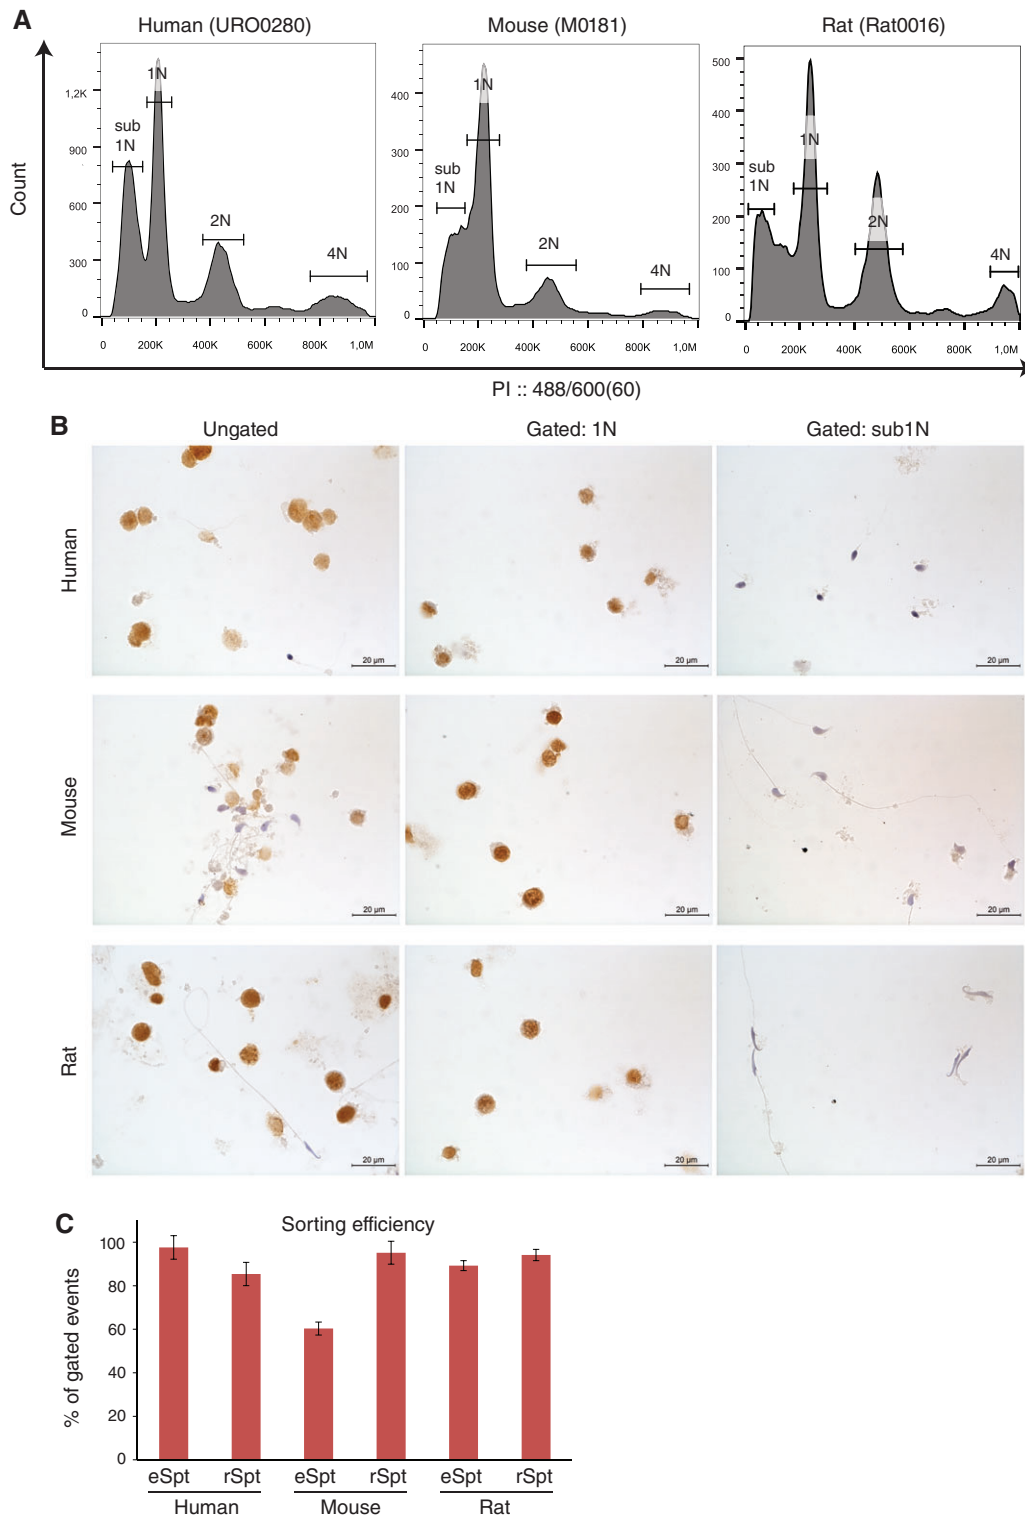 A
Human (URO0280)
Mouse (M0181)
Rat (Rat0016)
Count
1,2K
900
600
300
0
sub
1N
1N
2N
4N
0
200K
400K
600K
800K
1,0M
400
300
200
100
0
sub
1N
1N
2N
4N
0
200K
400K
600K
800K
1,0M
500
400
300
200
100
0
sub
1N
1N
2N
4N
0
200K
400K
600K
800K
1,0M
PI :: 488/600(60)
B
Ungated
Gated: 1N
Gated: sub1N
Human
20 µm
20 µm
20 µm
Mouse
20 µm
20 µm
20 µm
Rat
20 µm
20 µm
20 µm
C
Sorting efficiency
% of gated events
100
80
60
40
20
0
eSpt
rSpt
eSpt
rSpt
eSpt
rSpt
Human
Mouse
Rat